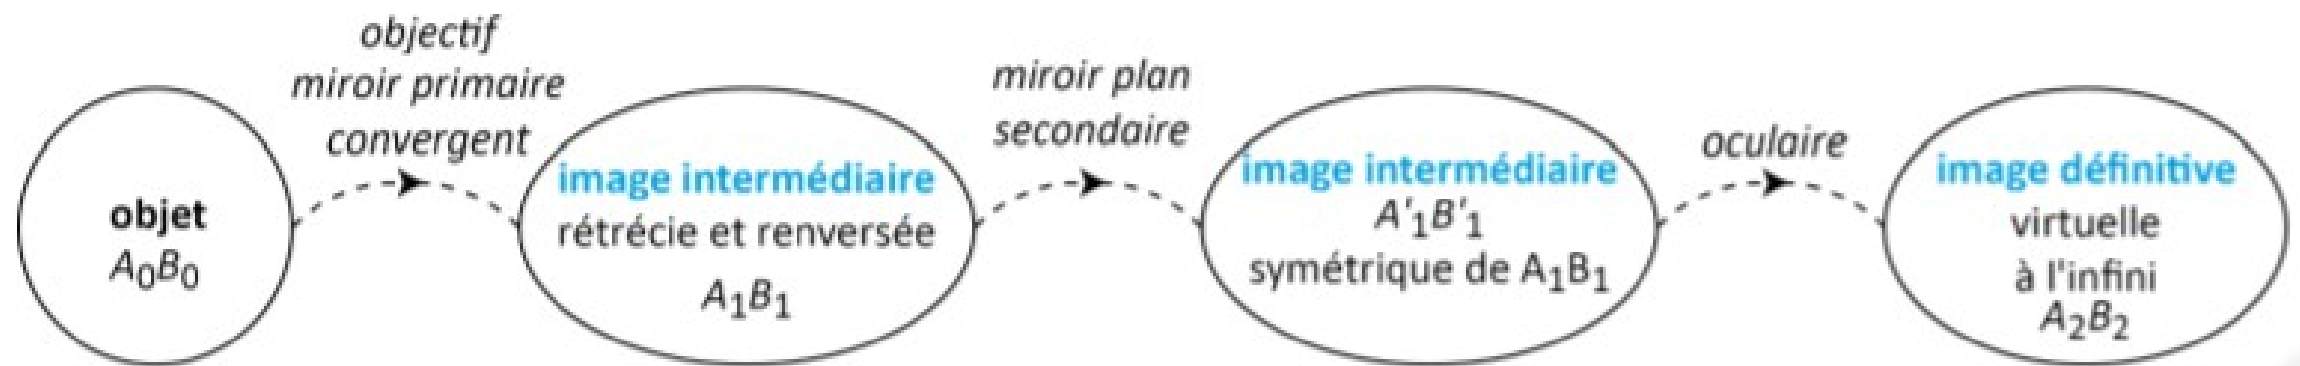 objet
A₀B₀
objectif
miroir primaire
convergent
image intermédiaire
rétrécie et renversée
A₁B₁
miroir plan
secondaire
image intermédiaire
A'₁B'₁
symétrique de A₁B₁
oculaire
image définitive
virtuelle
à l'infini
A₂B₂